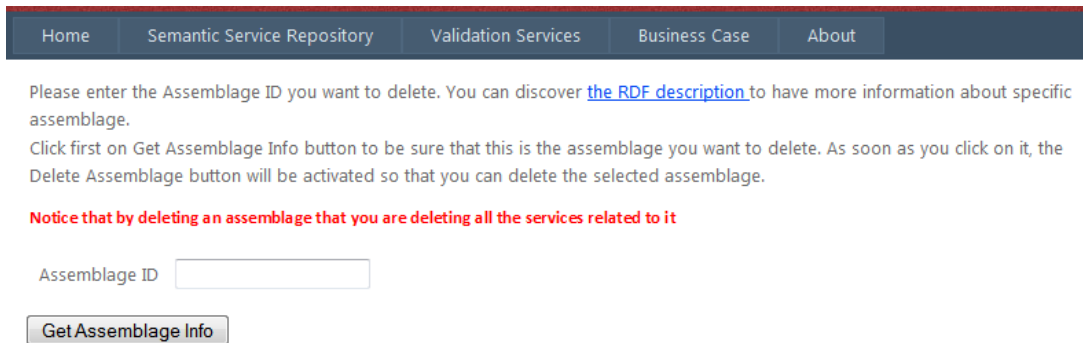 Home Semantic Service Repository Validation Services Business Case About
Please enter the Assemblage ID you want to delete. You can discover the RDF description to have more information about specific
assemblage.
Click first on Get Assemblage Info button to be sure that this is the assemblage you want to delete. As soon as you click on it, the
Delete Assemblage button will be activated so that you can delete the selected assemblage.
Notice that by deleting an assemblage that you are deleting all the services related to it
Assemblage ID
Get Assemblage Info